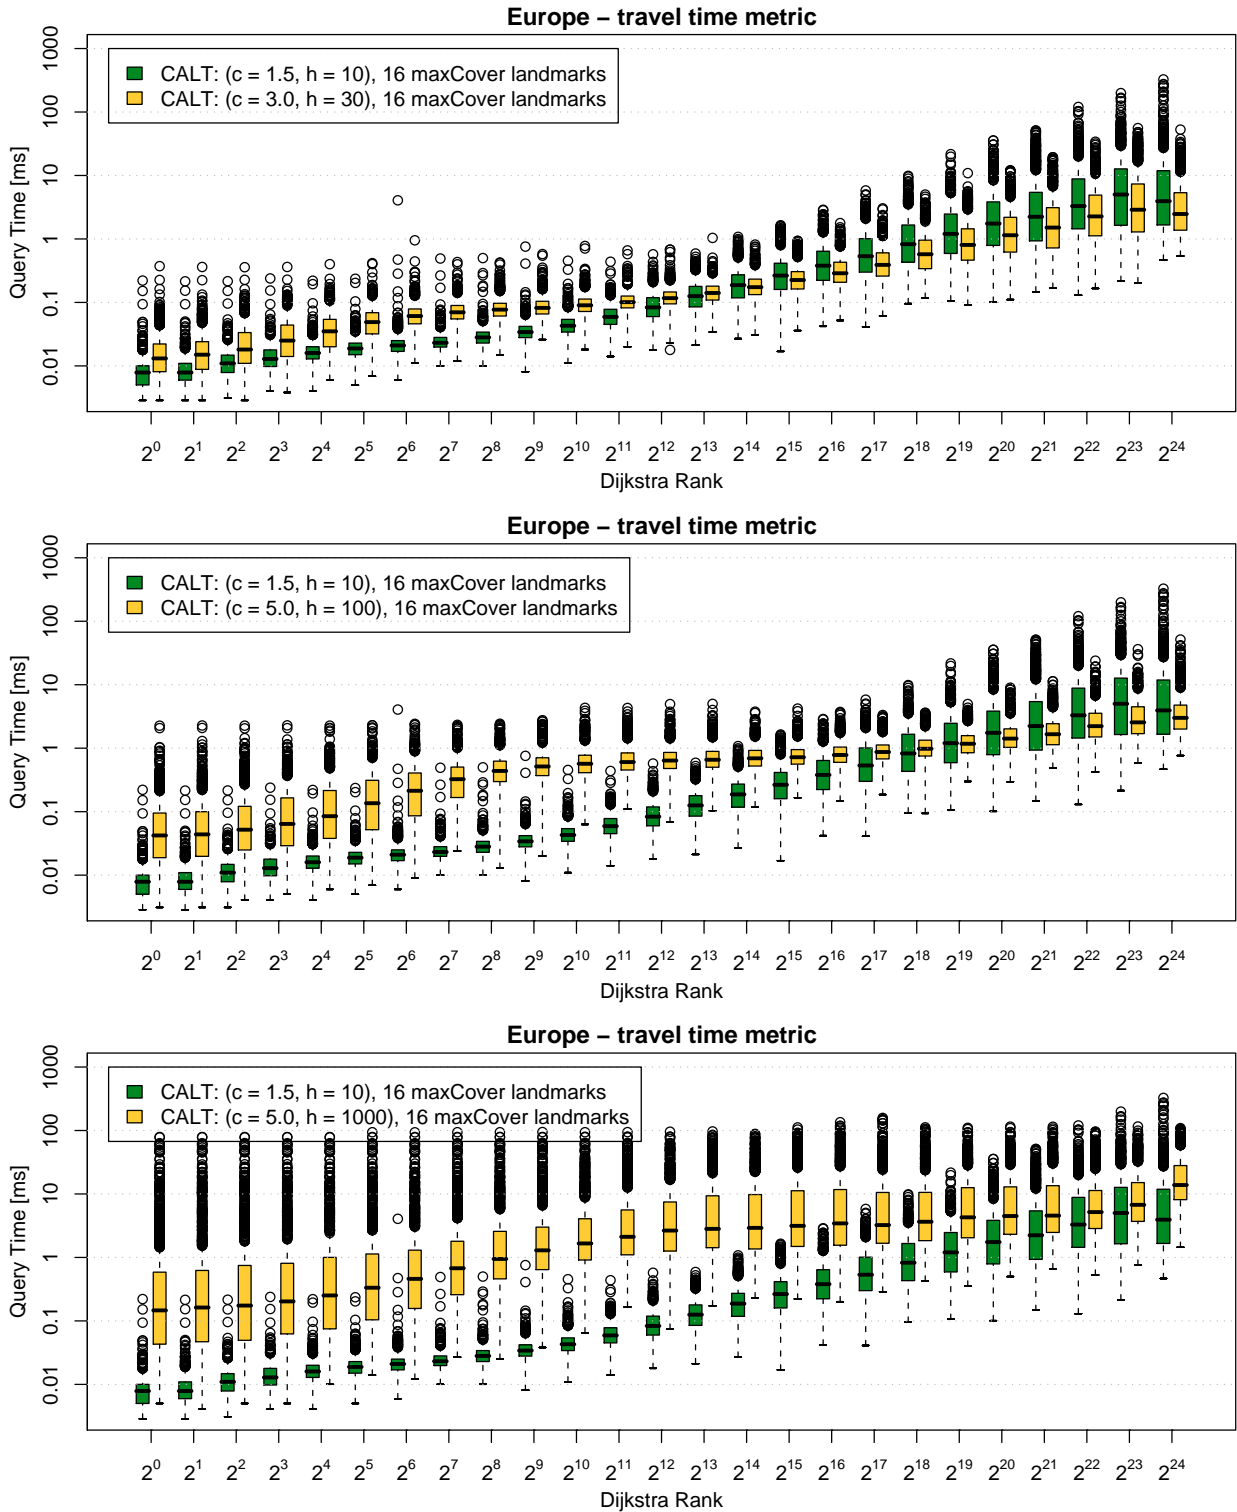 Europe – travel time metric
CALT: (c = 1.5, h = 10), 16 maxCover landmarks
CALT: (c = 3.0, h = 30), 16 maxCover landmarks
Query Time [ms]
1000
100
10
1
0.1
0.01
2^0 2^1 2^2 2^3 2^4 2^5 2^6 2^7 2^8 2^9 2^10 2^11 2^12 2^13 2^14 2^15 2^16 2^17 2^18 2^19 2^20 2^21 2^22 2^23 2^24
Dijkstra Rank
Europe – travel time metric
CALT: (c = 1.5, h = 10), 16 maxCover landmarks
CALT: (c = 5.0, h = 100), 16 maxCover landmarks
Query Time [ms]
1000
100
10
1
0.1
0.01
2^0 2^1 2^2 2^3 2^4 2^5 2^6 2^7 2^8 2^9 2^10 2^11 2^12 2^13 2^14 2^15 2^16 2^17 2^18 2^19 2^20 2^21 2^22 2^23 2^24
Dijkstra Rank
Europe – travel time metric
CALT: (c = 1.5, h = 10), 16 maxCover landmarks
CALT: (c = 5.0, h = 1000), 16 maxCover landmarks
Query Time [ms]
1000
100
10
1
0.1
0.01
2^0 2^1 2^2 2^3 2^4 2^5 2^6 2^7 2^8 2^9 2^10 2^11 2^12 2^13 2^14 2^15 2^16 2^17 2^18 2^19 2^20 2^21 2^22 2^23 2^24
Dijkstra Rank